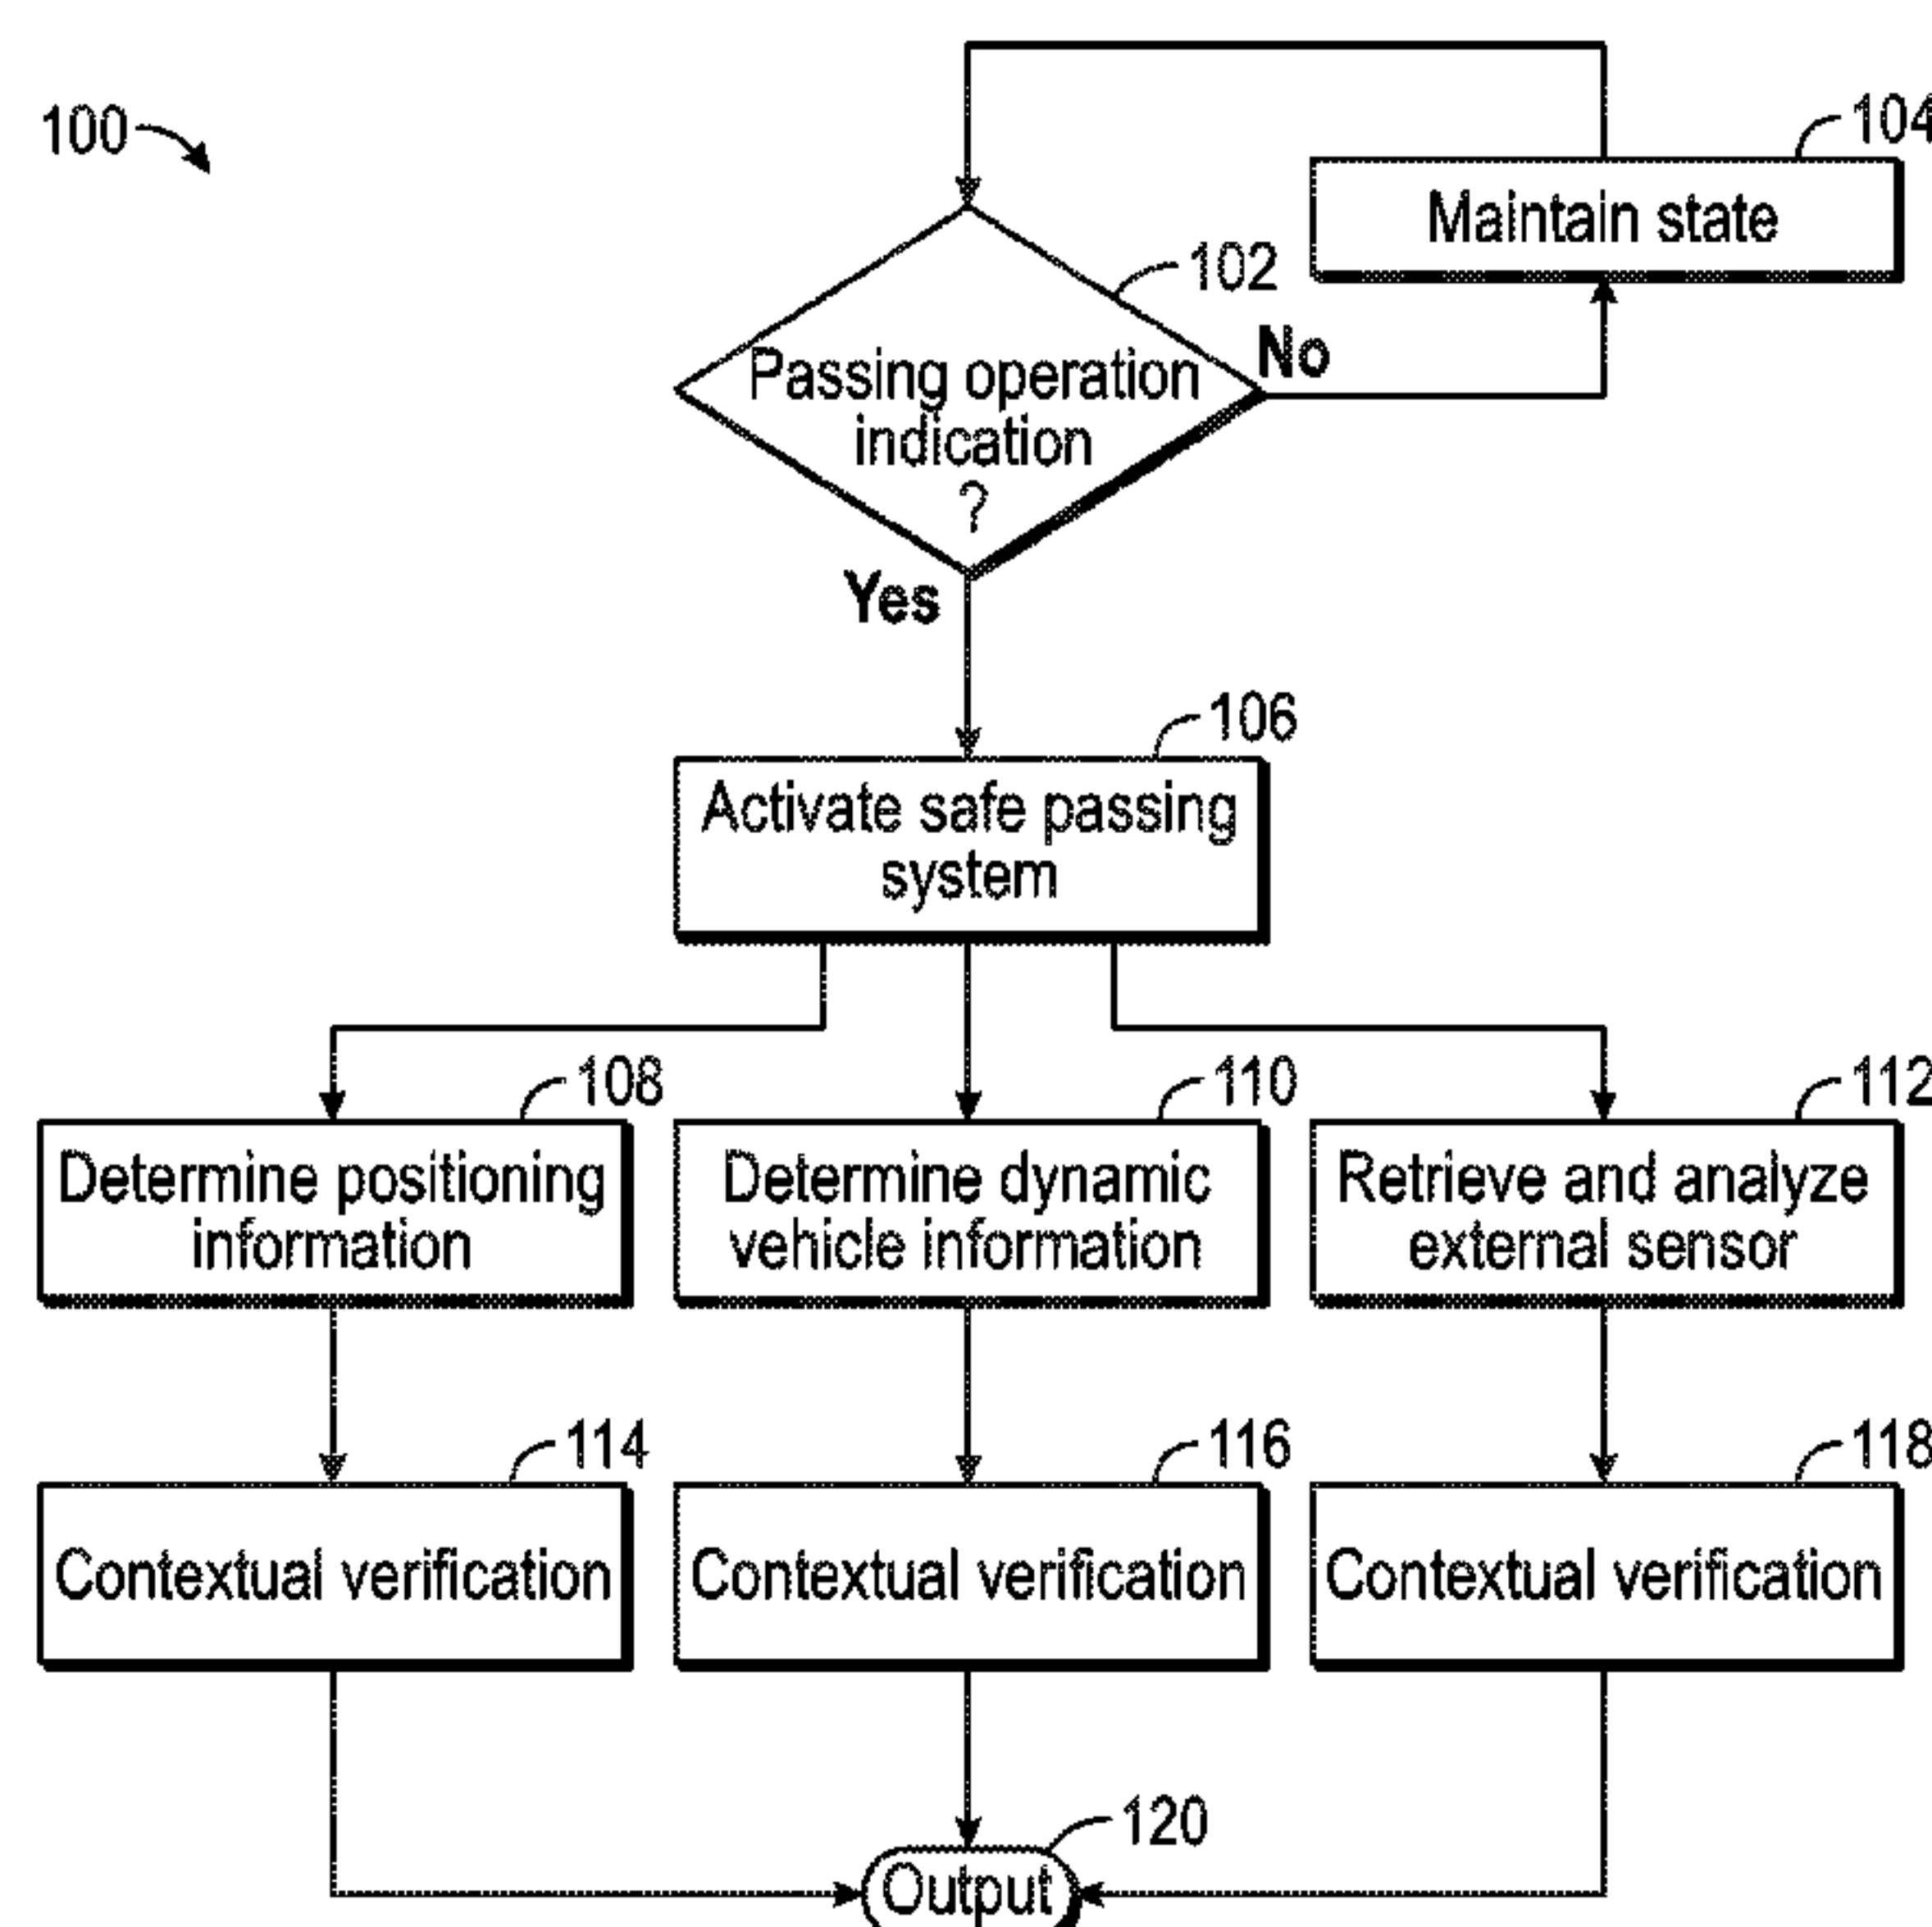 100
104
Maintain state
102
Passing operation
indication
?
No
Yes
106
Activate safe passing
system
108
Determine positioning
information
110
Determine dynamic
vehicle information
112
Retrieve and analyze
external sensor
114
Contextual verification
116
Contextual verification
118
Contextual verification
120
Output